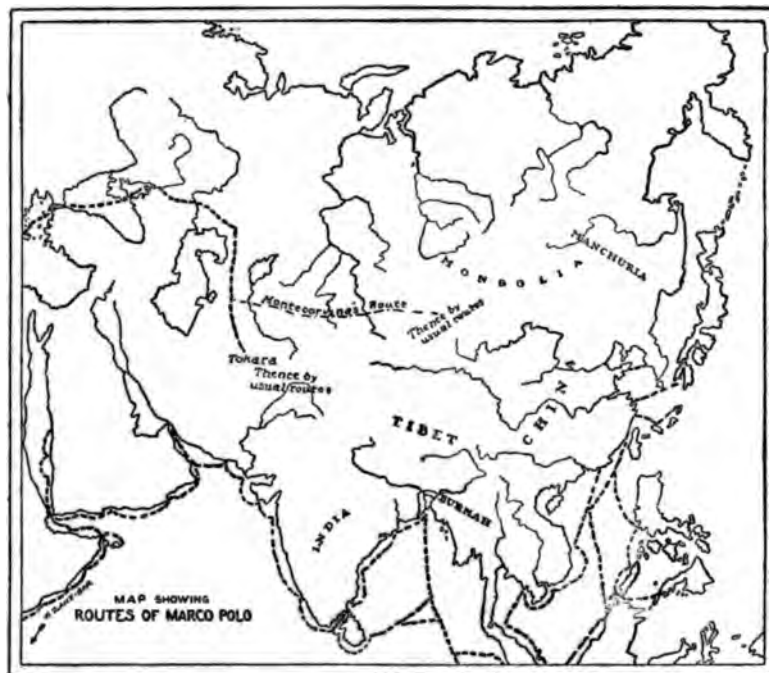 MONGOLIA
MANCHURIA
Montecorvino's Route
Thence by
usual routes
Tokara
Thence by
usual routes
CHINA
TIBET
BURMAH
INDIA
MAP SHOWING
ROUTES OF MARCO POLO